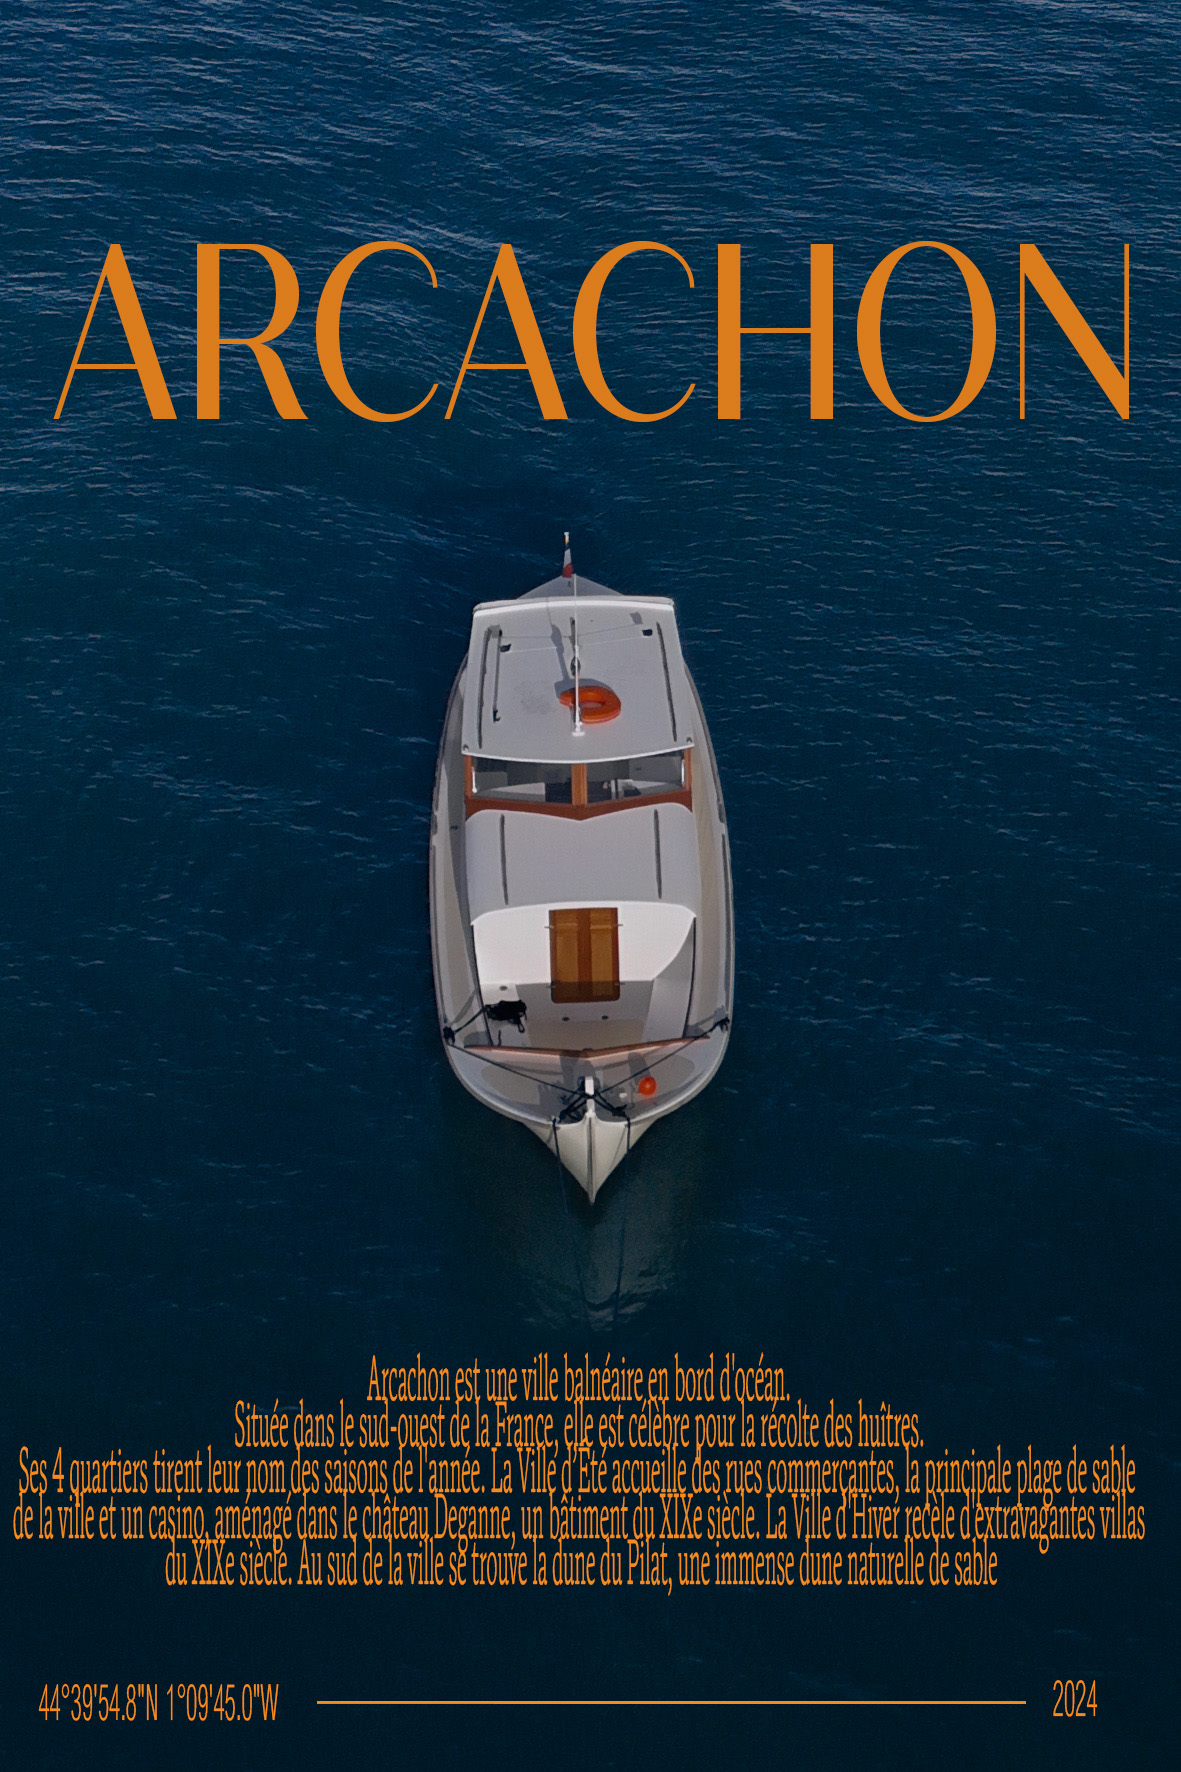 ARCACHON
Arcachon est une ville balnéaire en bord d'océan.
Située dans le sud-ouest de la France, elle est célèbre pour la récolte des huîtres.
Ses 4 quartiers tirent leur nom des saisons de l'année. La Ville d'Été accueille des rues commerçantes, la principale plage de sable
de la ville et un casino, aménagé dans le château Deganne, un bâtiment du XIXe siècle. La Ville d'Hiver recèle d'extravagantes villas
du XIXe siècle. Au sud de la ville se trouve la dune du Pilat, une immense dune naturelle de sable
44°39'54.8"N 1°09'45.0"W
2024